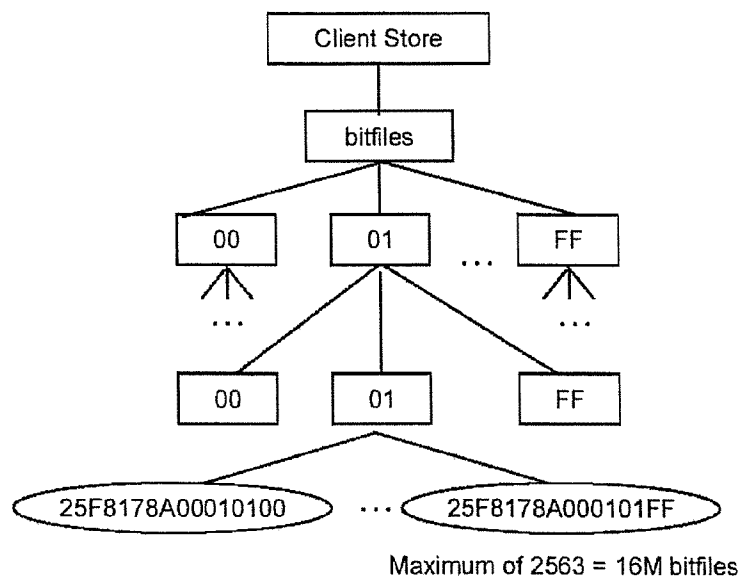 Client Store
bitfiles
00 01 ... FF
... ...
00 01 FF
25F8178A00010100 ... 25F8178A000101FF
Maximum of 2563 = 16M bitfiles